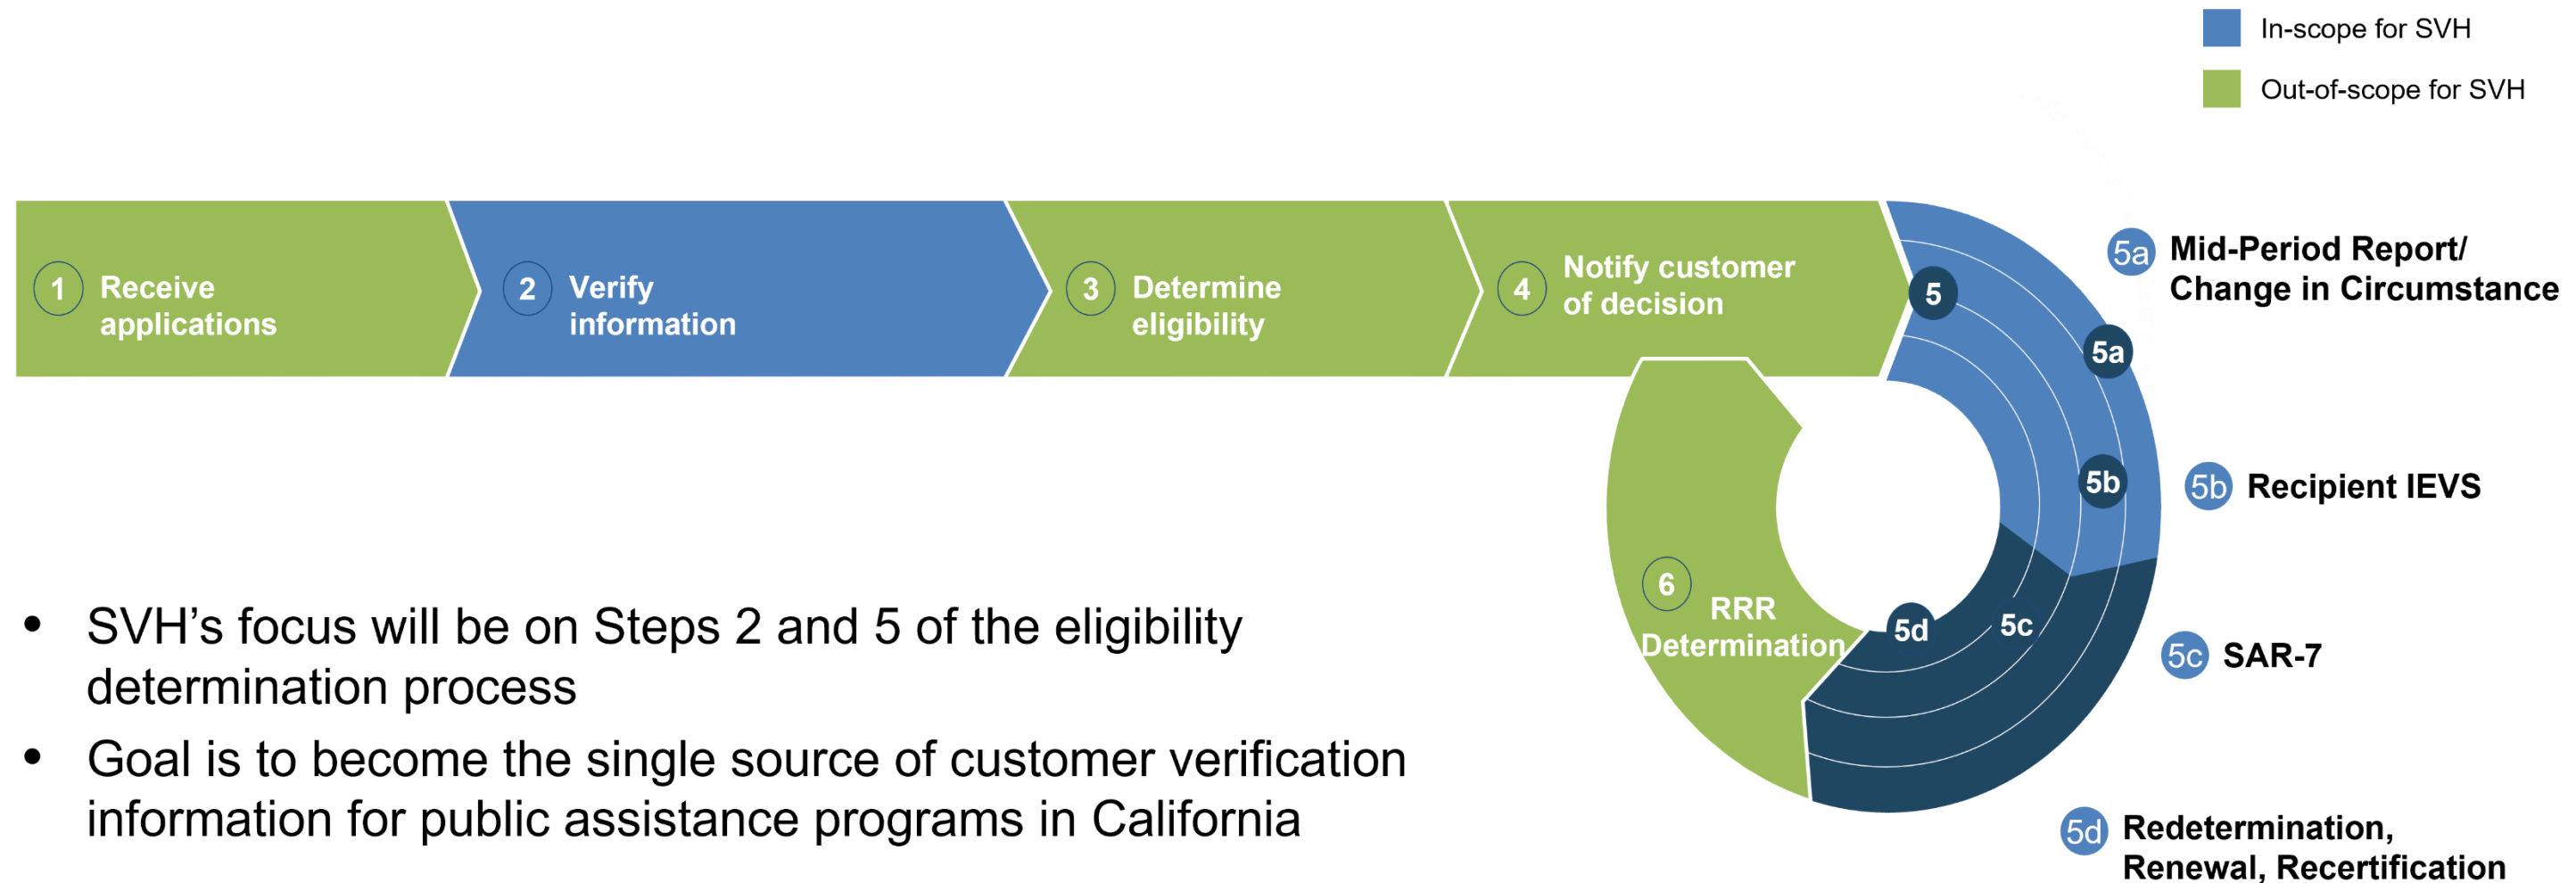 In-scope for SVH
Out-of-scope for SVH
1 Receive
applications
2 Verify
information
3 Determine
eligibility
4 Notify customer
of decision
5
5a
5b
5c
5d
6
RRR
Determination
5a Mid-Period Report/
Change in Circumstance
5b Recipient IEVS
5c SAR-7
5d Redetermination,
Renewal, Recertification
• SVH’s focus will be on Steps 2 and 5 of the eligibility
determination process
• Goal is to become the single source of customer verification
information for public assistance programs in California